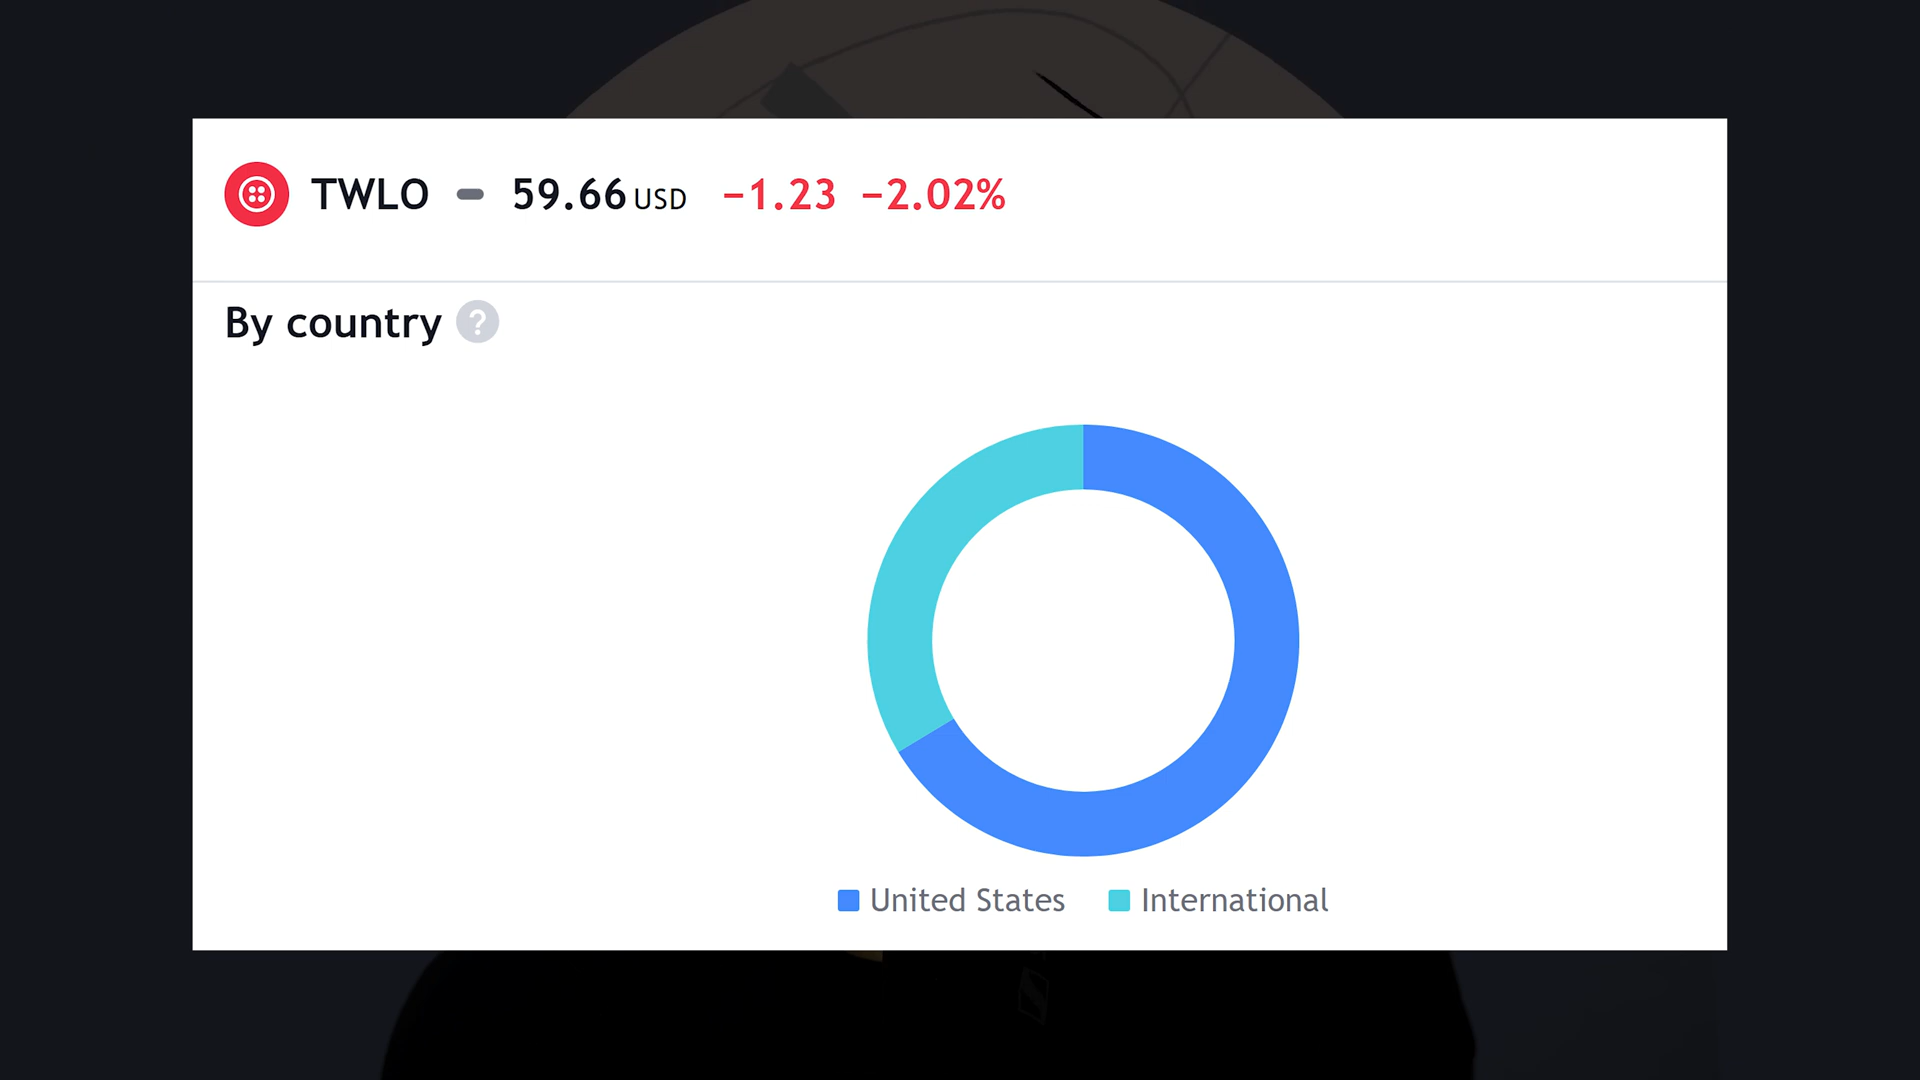 TWLO 59.66 USD −1.23 −2.02%
By country ?
United States International